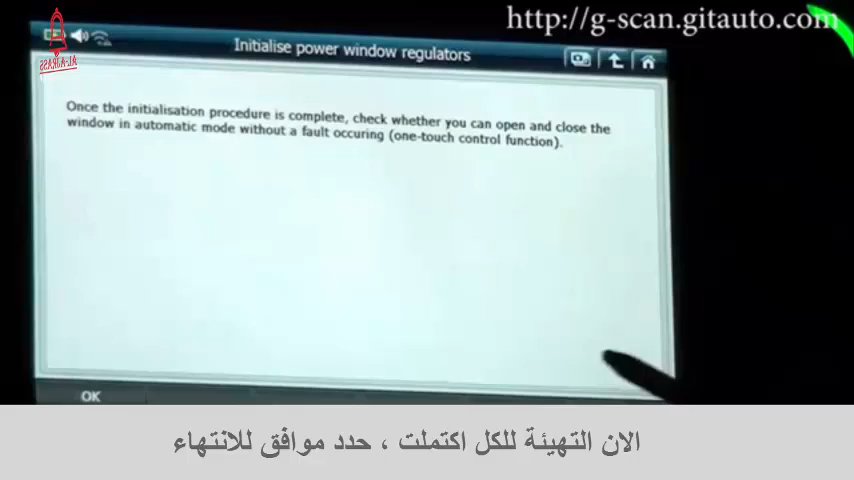 http://g-scan.gitauto.com
AL-AJRASS
Initialise power window regulators
Once the initialisation procedure is complete, check whether you can open and close the
window in automatic mode without a fault occuring (one-touch control function).
OK
الان التهيئة للكل اكتملت ، حدد موافق للانتهاء